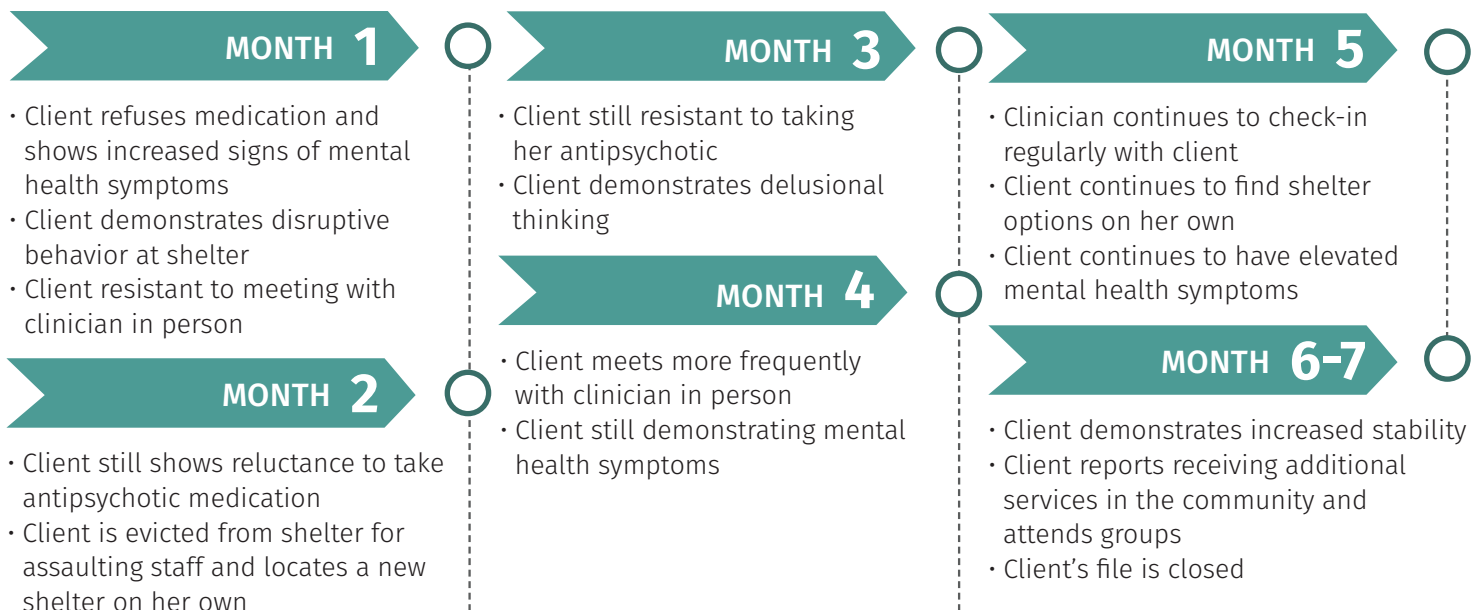 MONTH 1
· Client refuses medication and
shows increased signs of mental
health symptoms
· Client demonstrates disruptive
behavior at shelter
· Client resistant to meeting with
clinician in person
MONTH 2
· Client still shows reluctance to take
antipsychotic medication
· Client is evicted from shelter for
assaulting staff and locates a new
shelter on her own
MONTH 3
· Client still resistant to taking
her antipsychotic
· Client demonstrates delusional
thinking
MONTH 4
· Client meets more frequently
with clinician in person
· Client still demonstrating mental
health symptoms
MONTH 5
· Clinician continues to check-in
regularly with client
· Client continues to find shelter
options on her own
· Client continues to have elevated
mental health symptoms
MONTH 6-7
· Client demonstrates increased stability
· Client reports receiving additional
services in the community and
attends groups
· Client's file is closed